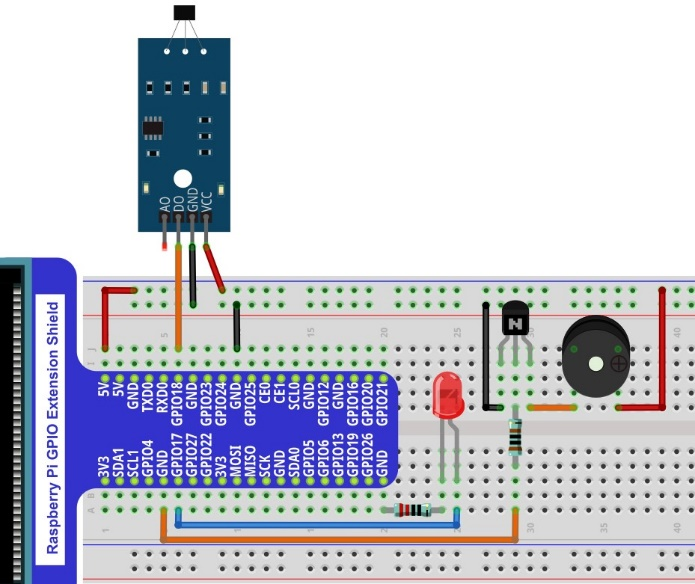 AO
DO
GND
VCC
5
15
25
40
J
I
Raspberry Pi GPIO Extension Shield
5V
5V
GND
TXD0
RXD0
GPIO18
GND
GPIO23
GPIO24
GND
GPIO25
CE0
CE1
SCL0
GND
GPIO12
GND
GPIO16
GPIO20
GPIO21
3V3
SDA1
SCL1
GPIO4
GND
GPIO17
GPIO27
GPIO22
3V3
MOSI
MISO
SCK
GND
SDA0
GPIO5
GPIO6
GPIO13
GPIO19
GPIO26
GND
B
A
1
30
35
40